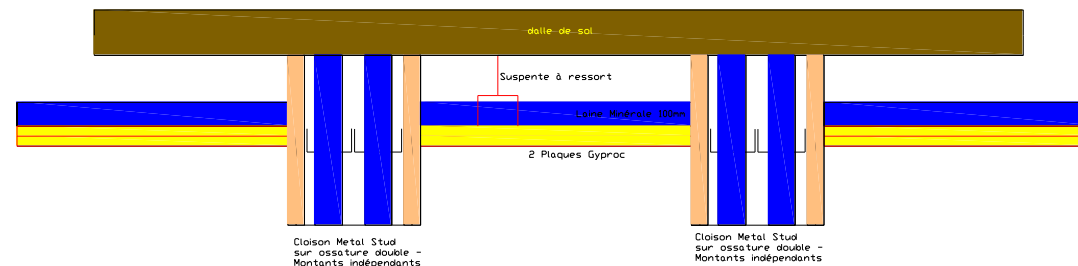 dalle de sol
Suspente à ressort
Laine Minérale 100mm
2 Plaques Gyproc
Cloison Metal Stud
sur ossature double -
Montants indépendants
Cloison Metal Stud
sur ossature double -
Montants indépendants